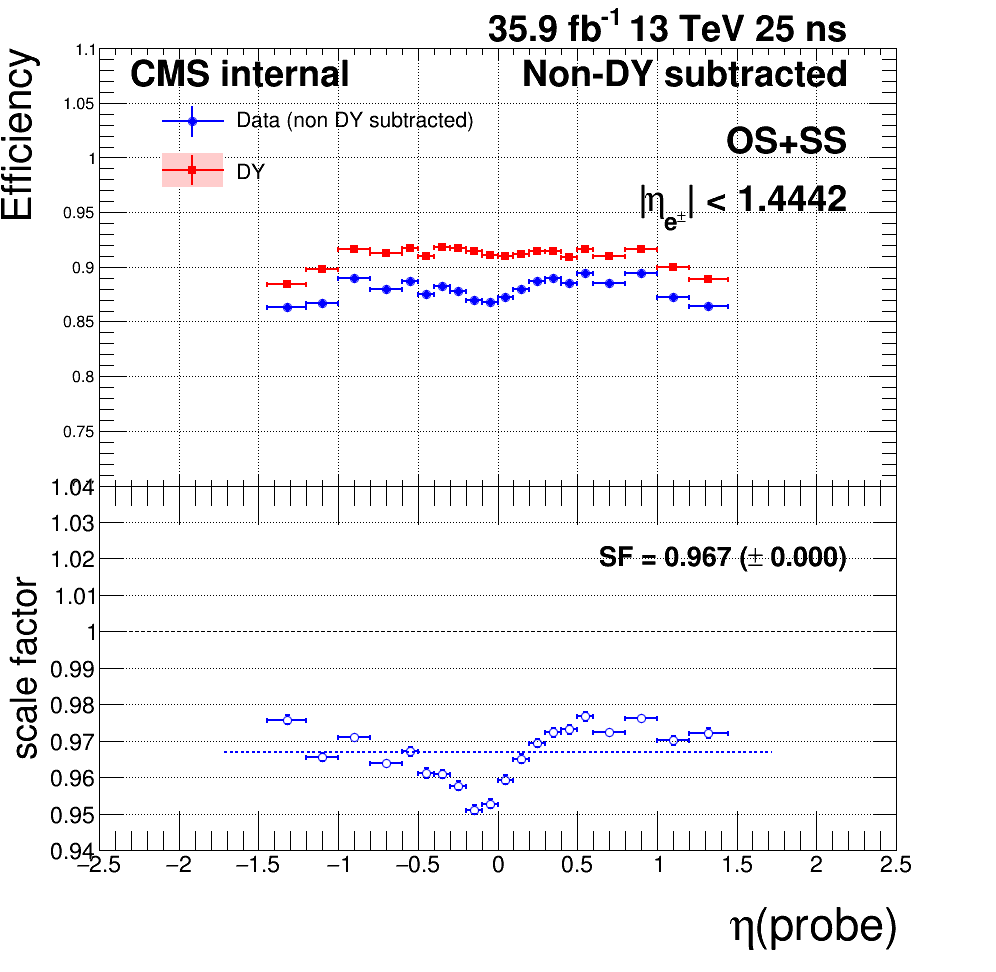 35.9 fb⁻¹ 13 TeV 25 ns
CMS internal
Non-DY subtracted
Data (non DY subtracted)
DY
OS+SS
|ηe±| < 1.4442
Efficiency
1.1
1.05
1
0.95
0.9
0.85
0.8
0.75
1.04
1.03
1.02
1.01
1
0.99
0.98
0.97
0.96
0.95
0.94
SF = 0.967 (± 0.000)
scale factor
−2.5 −2 −1.5 −1 −0.5 0 0.5 1 1.5 2 2.5
η(probe)